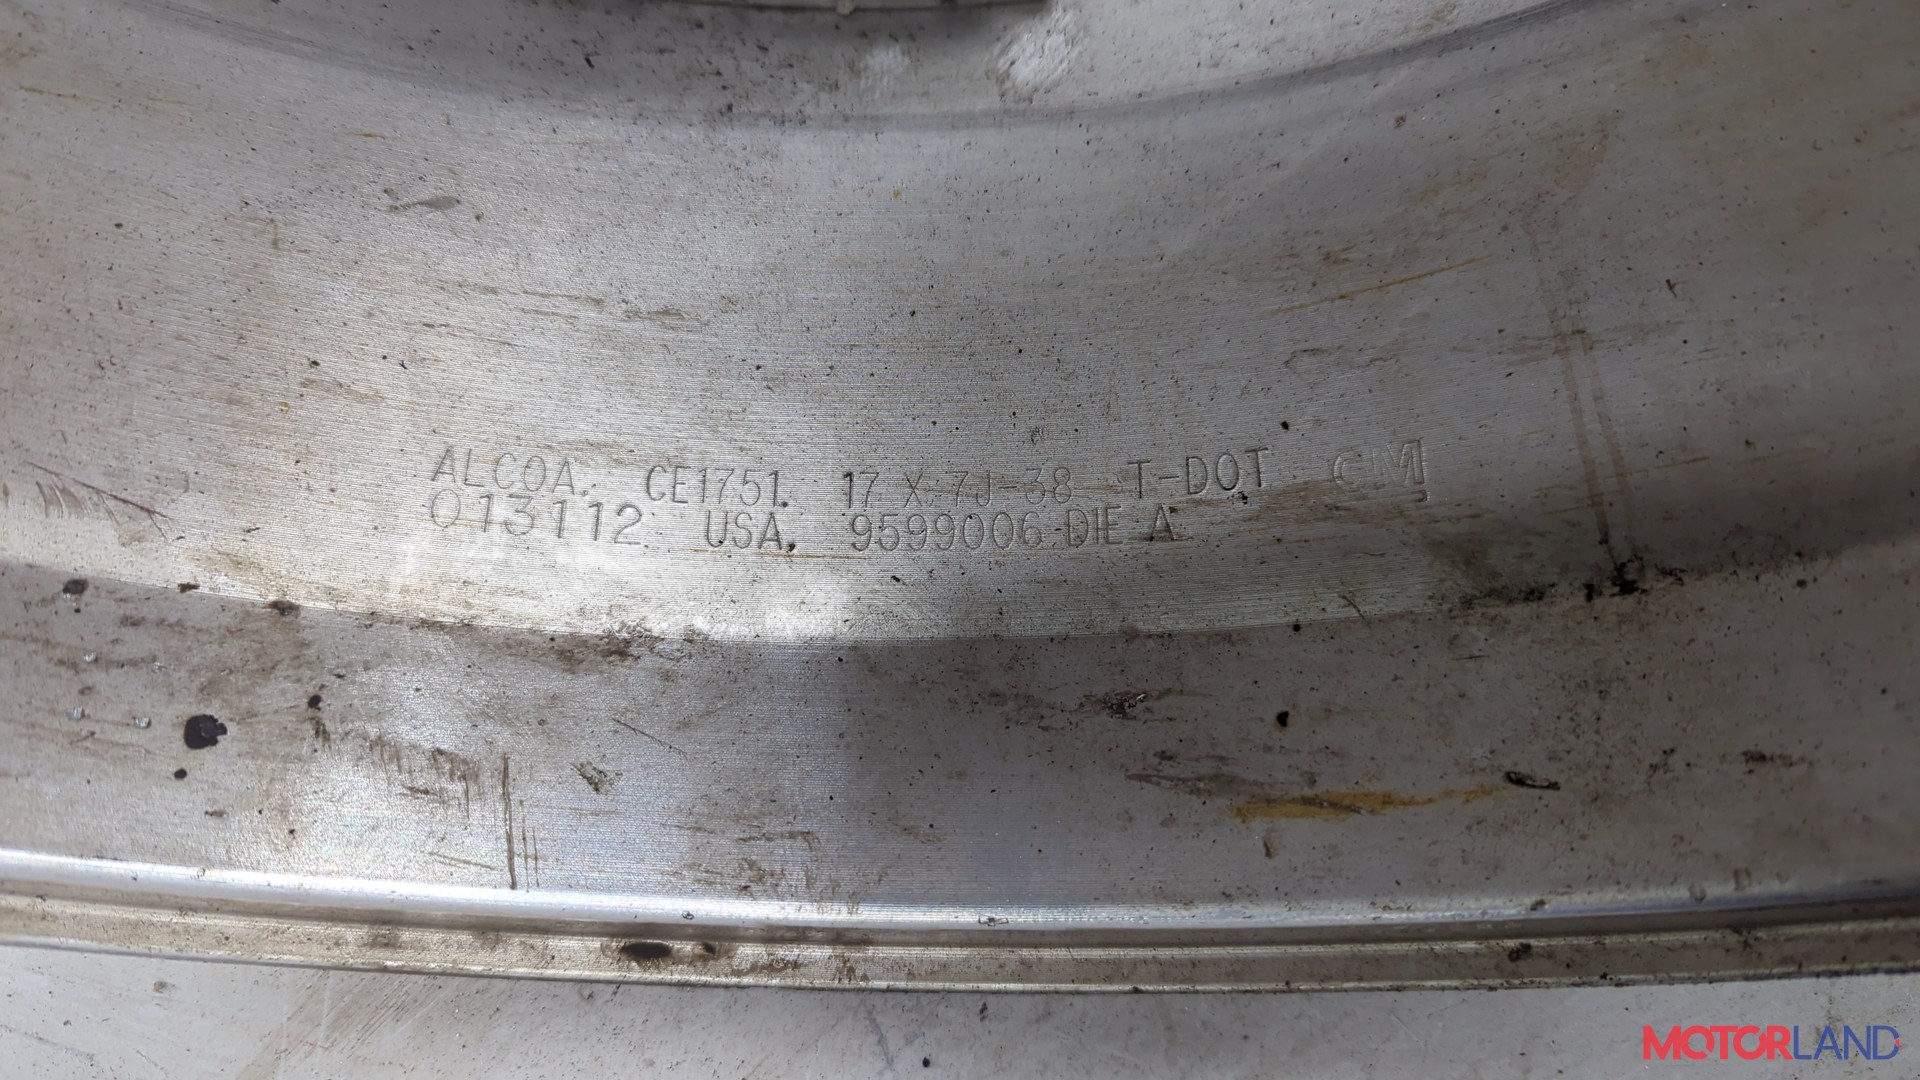 ALCOA. CE1751. 17 X 7J-38 T-DOT GM
013112 USA. 9599006 DIE A
MOTORLAND